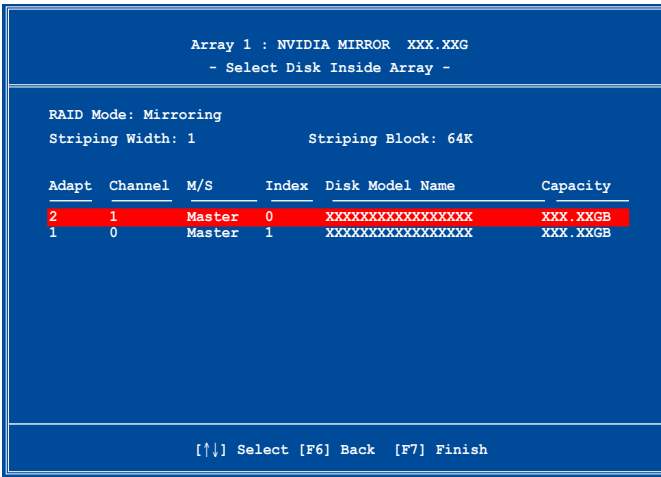 Array 1 : NVIDIA MIRROR XXX.XXG
- Select Disk Inside Array -
RAID Mode: Mirroring
Striping Width: 1 Striping Block: 64K
Adapt Channel M/S Index Disk Model Name Capacity
2 1 Master 0 XXXXXXXXXXXXXXXXX XXX.XXGB
1 0 Master 1 XXXXXXXXXXXXXXXXX XXX.XXGB
[↑↓] Select [F6] Back [F7] Finish